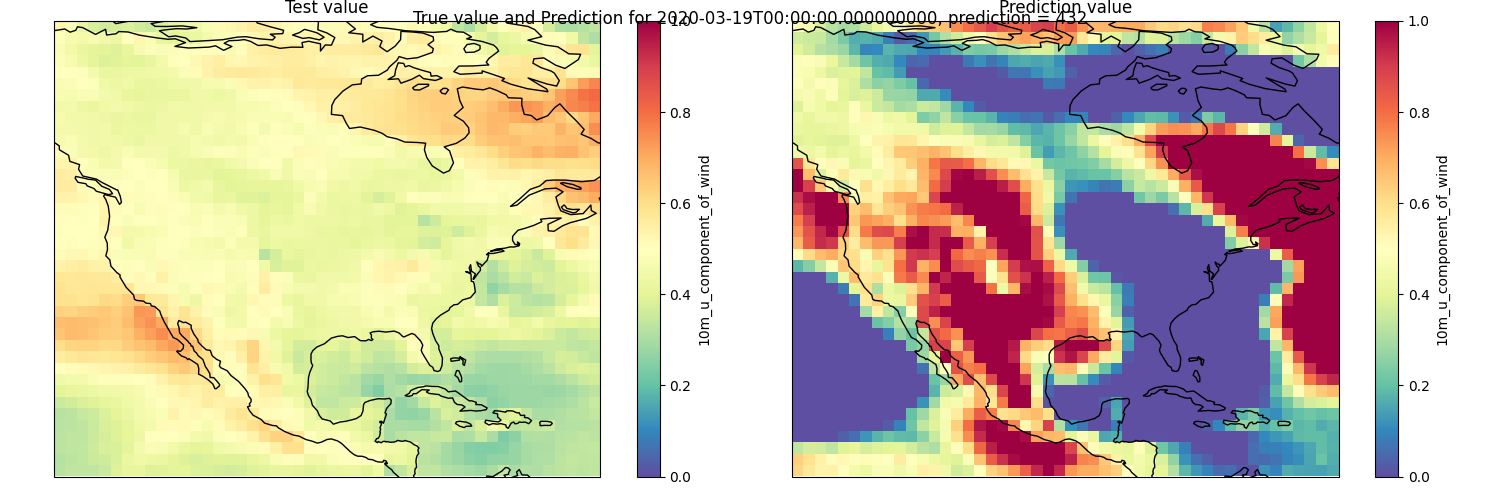 True value and Prediction for 2020-03-19T00:00:00.000000000, prediction = 432
Test value
Prediction value
1.0
0.8
0.6
0.4
0.2
0.0
10m_u_component_of_wind
1.0
0.8
0.6
0.4
0.2
0.0
10m_u_component_of_wind